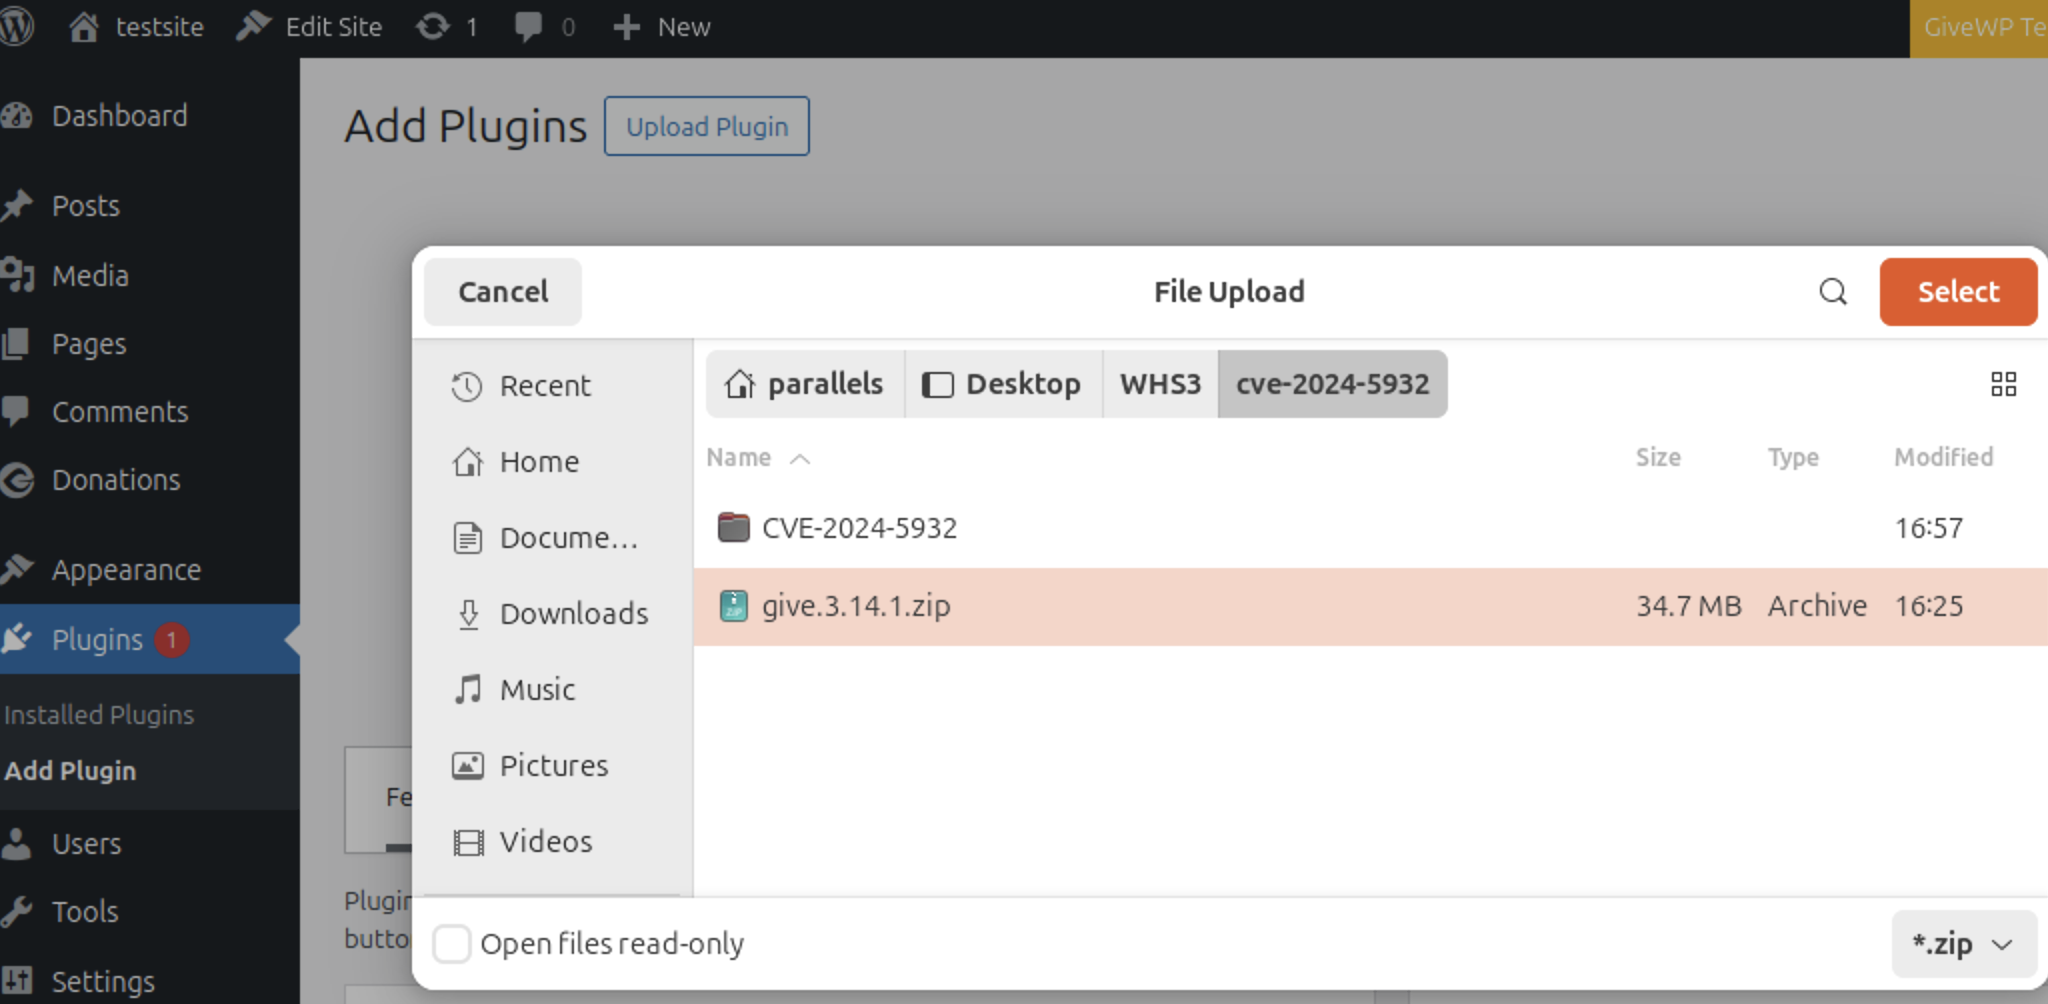 testsite Edit Site 1 0 New GiveWP Te
Dashboard
Add Plugins Upload Plugin
Posts
Media
Pages
Comments
Donations
Appearance
Plugins 1
Installed Plugins
Add Plugin
Users
Tools
Settings
Fe
Plugin
butto
Cancel File Upload Select
Recent
Home
Docume...
Downloads
Music
Pictures
Videos
parallels Desktop WHS3 cve-2024-5932
Name Size Type Modified
CVE-2024-5932 16:57
give.3.14.1.zip 34.7 MB Archive 16:25
Open files read-only *.zip